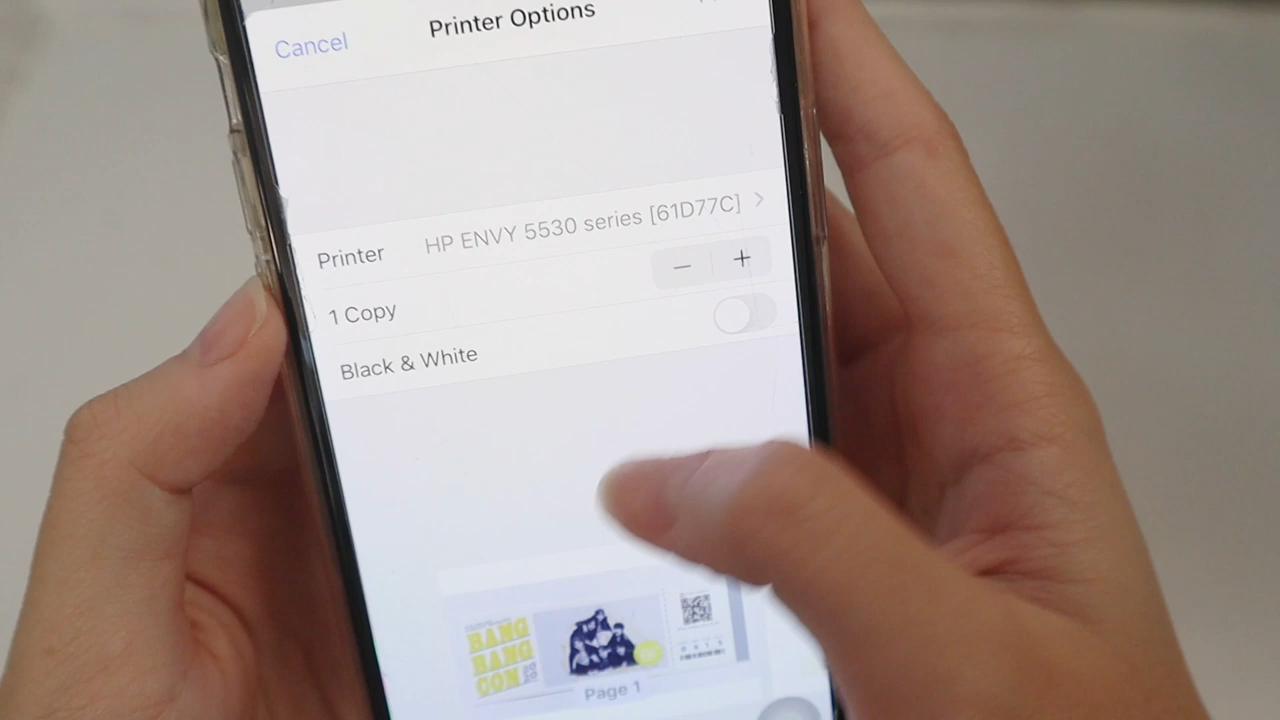 Printer Options
Cancel
Printer HP ENVY 5530 series [61D77C]
1 Copy − +
Black & White
BANG
BANG
CON
Page 1